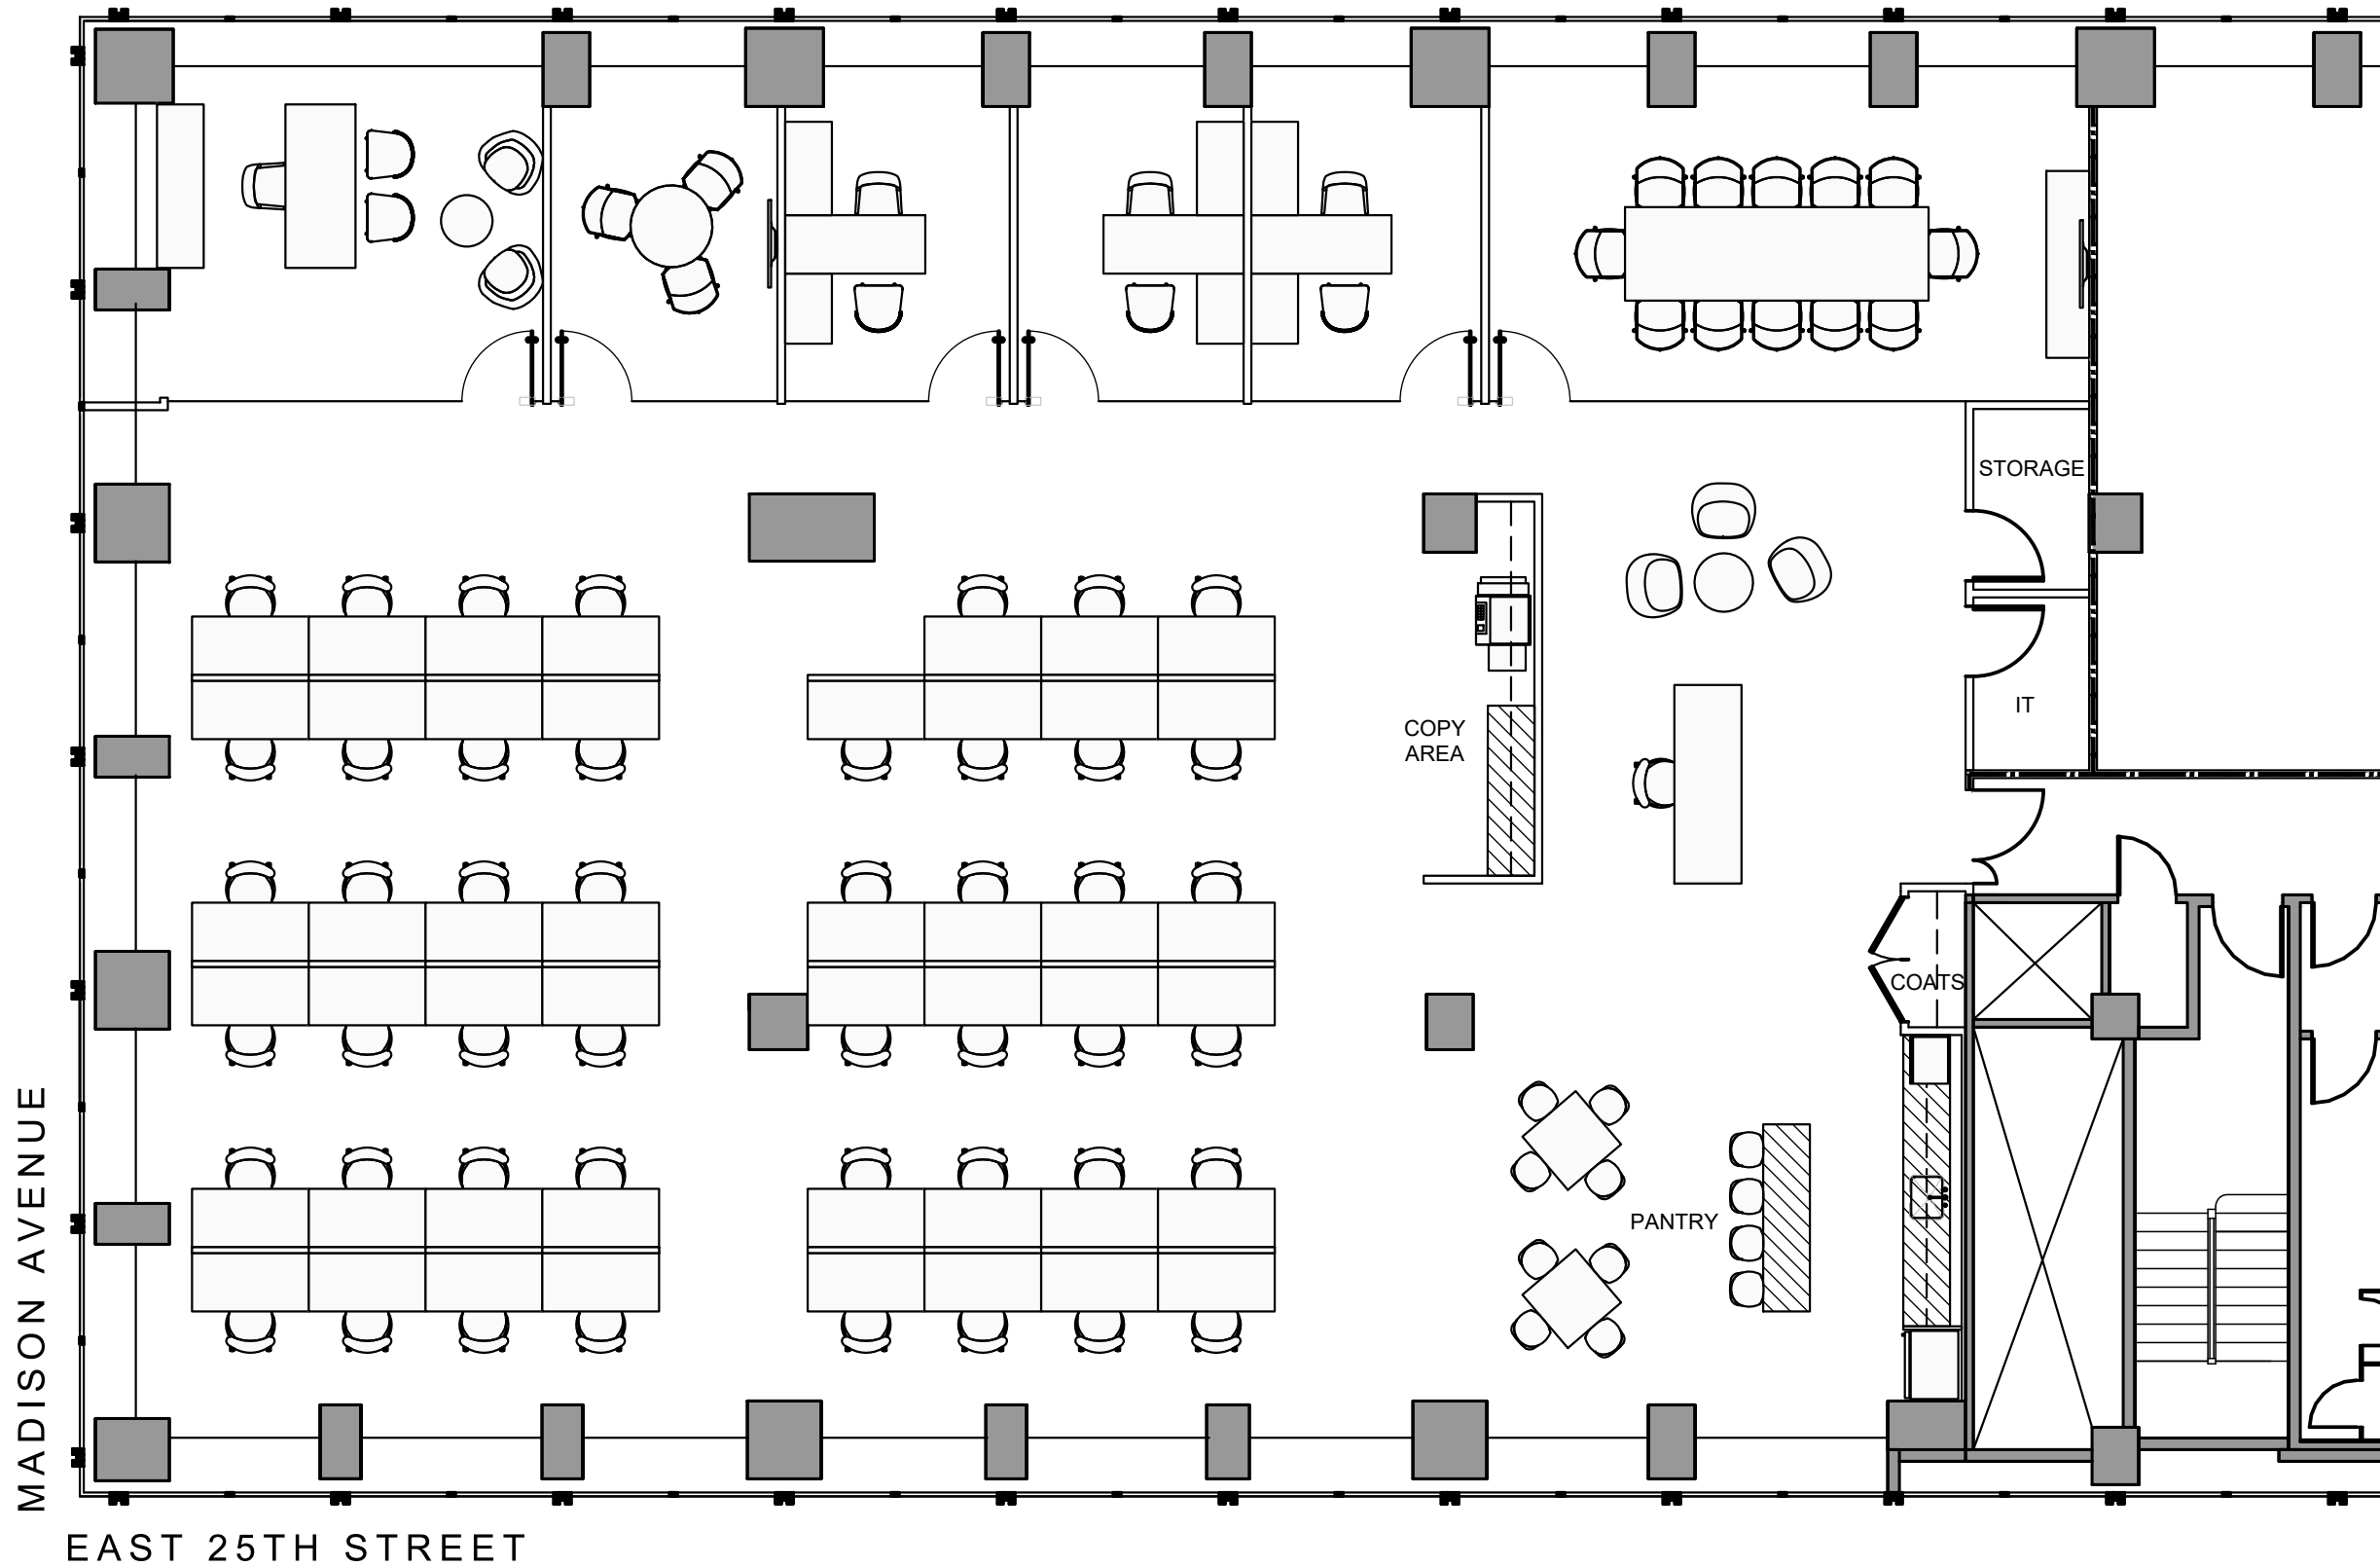 STORAGE
IT
COPY
AREA
COATS
PANTRY
MADISON AVENUE
EAST 25TH STREET